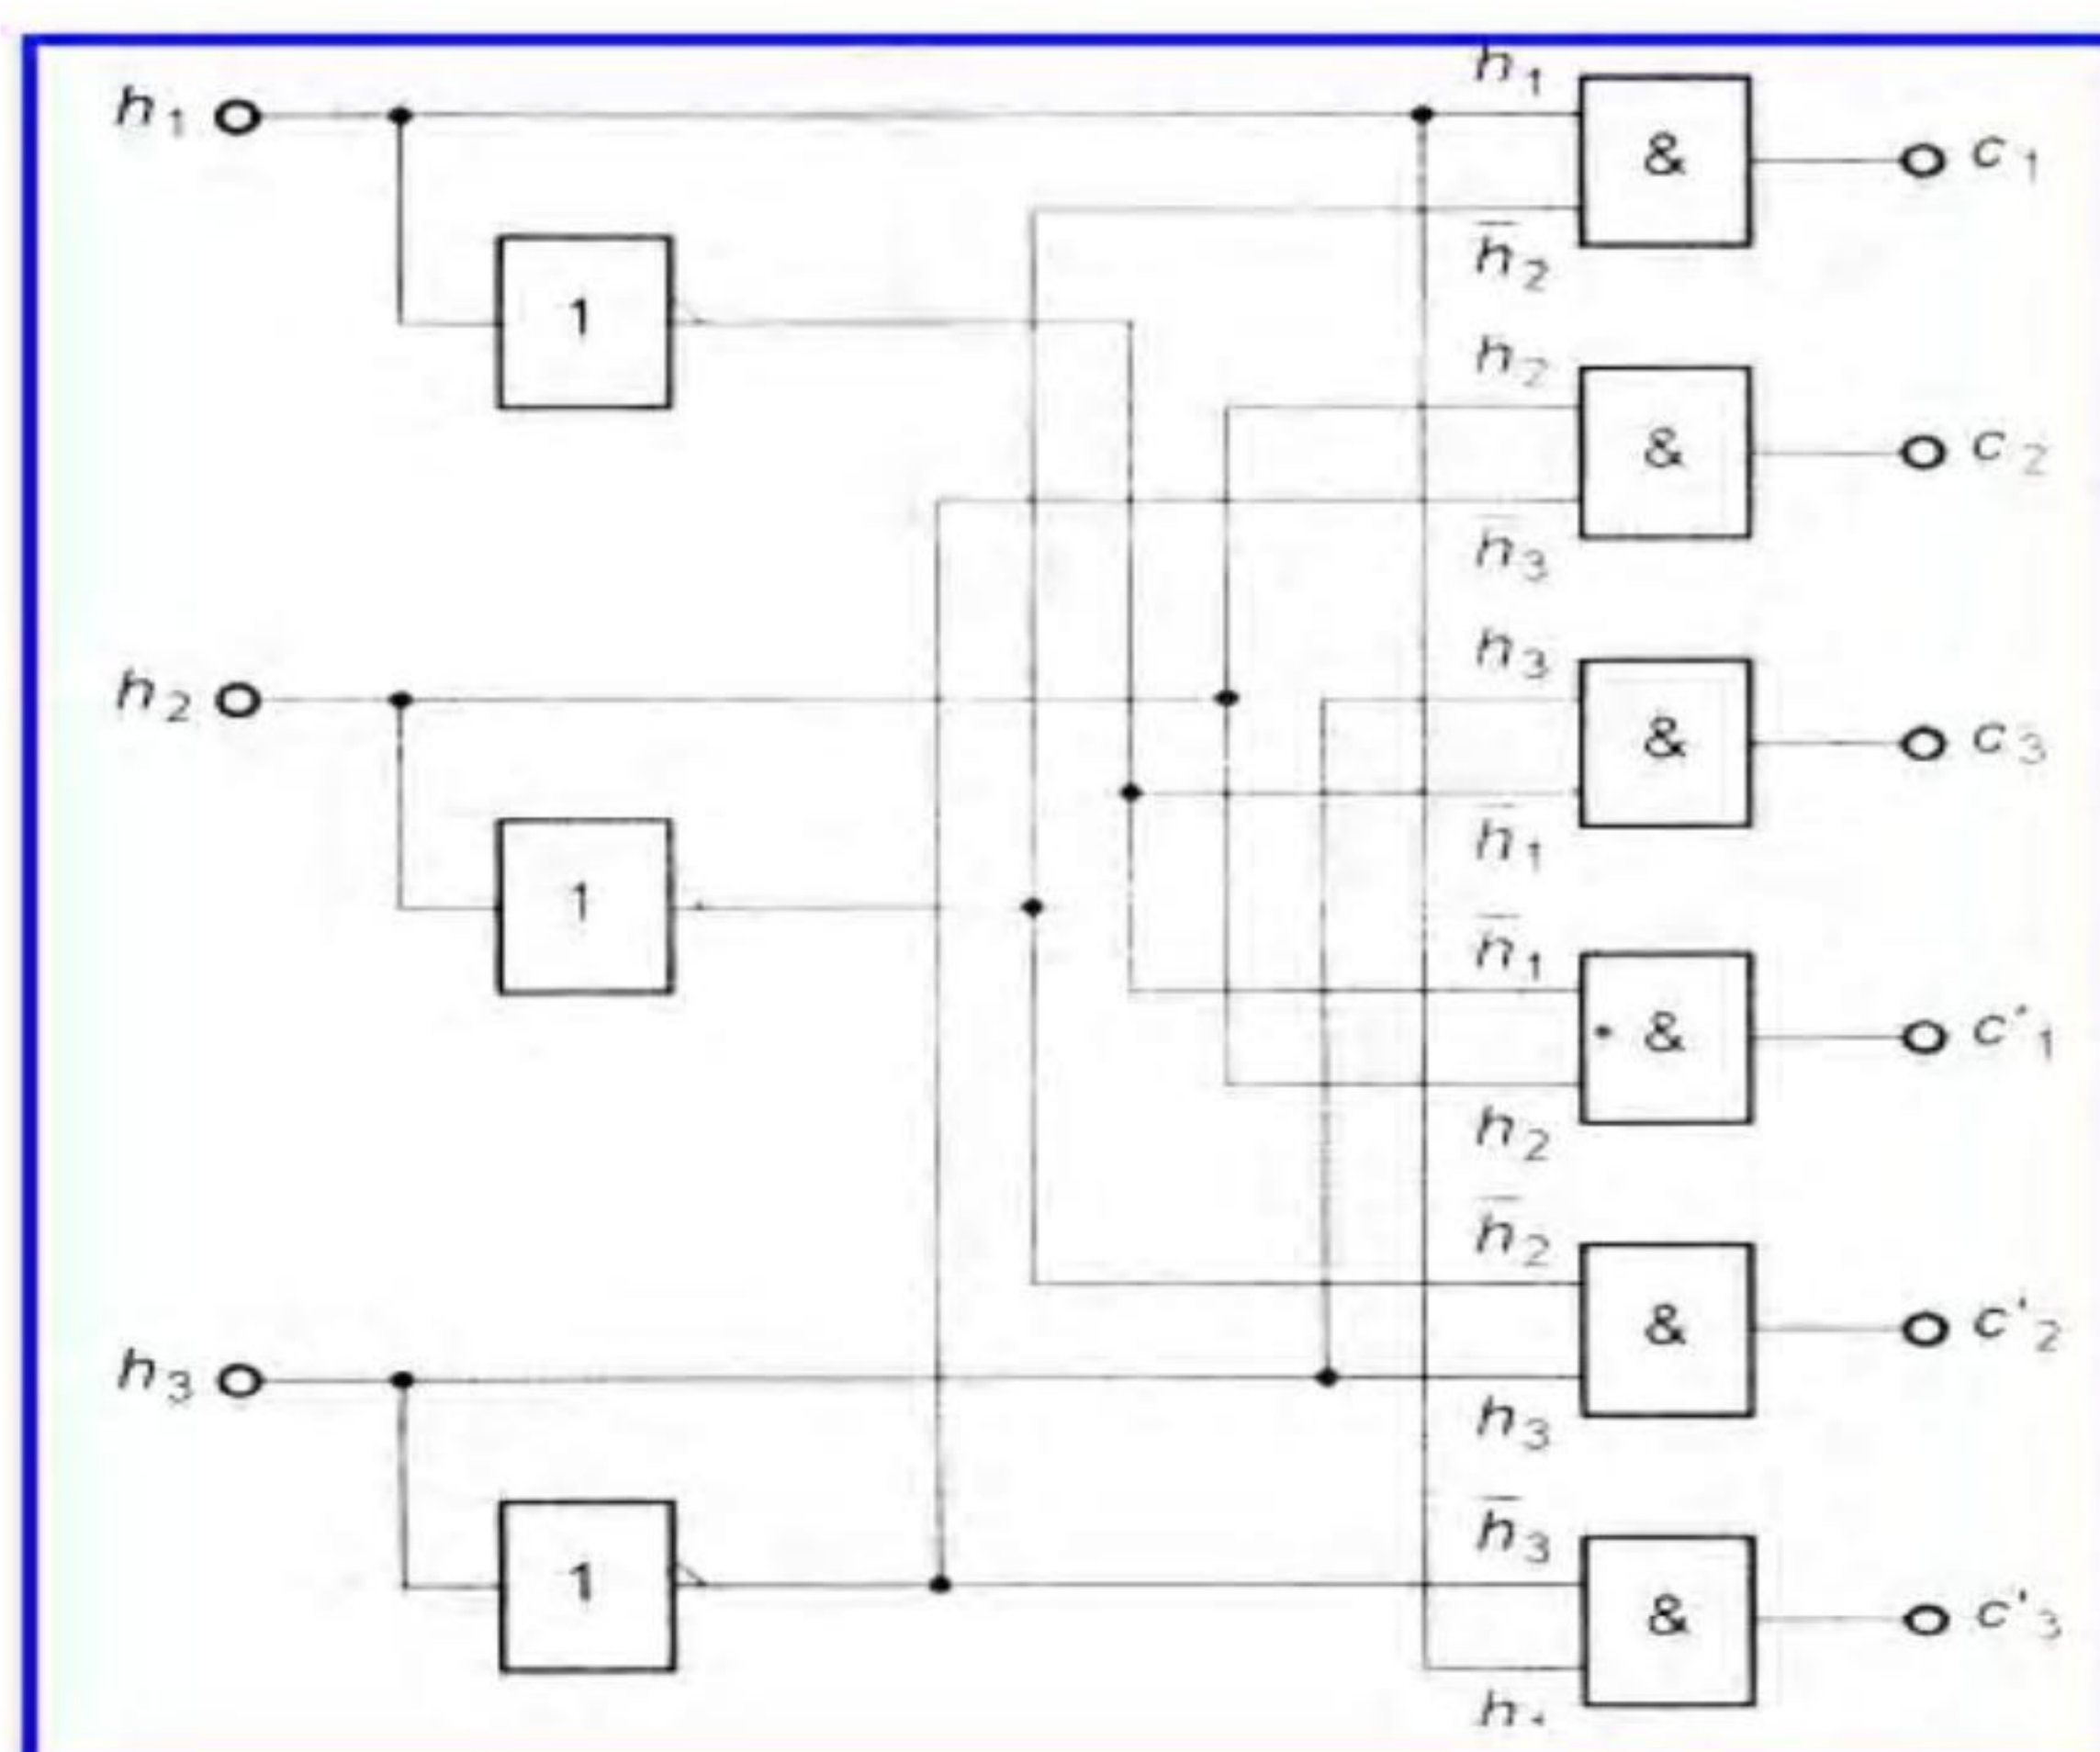 h₁
h₁
&
c₁
h̅₂
1
h₂
&
c₂
h̅₃
h₃
h₂
&
c₃
h̅₁
1
h̅₁
&
c'₁
h₂
h̅₂
&
c'₂
h₃
h₃
h̅₃
1
&
c'₃
h